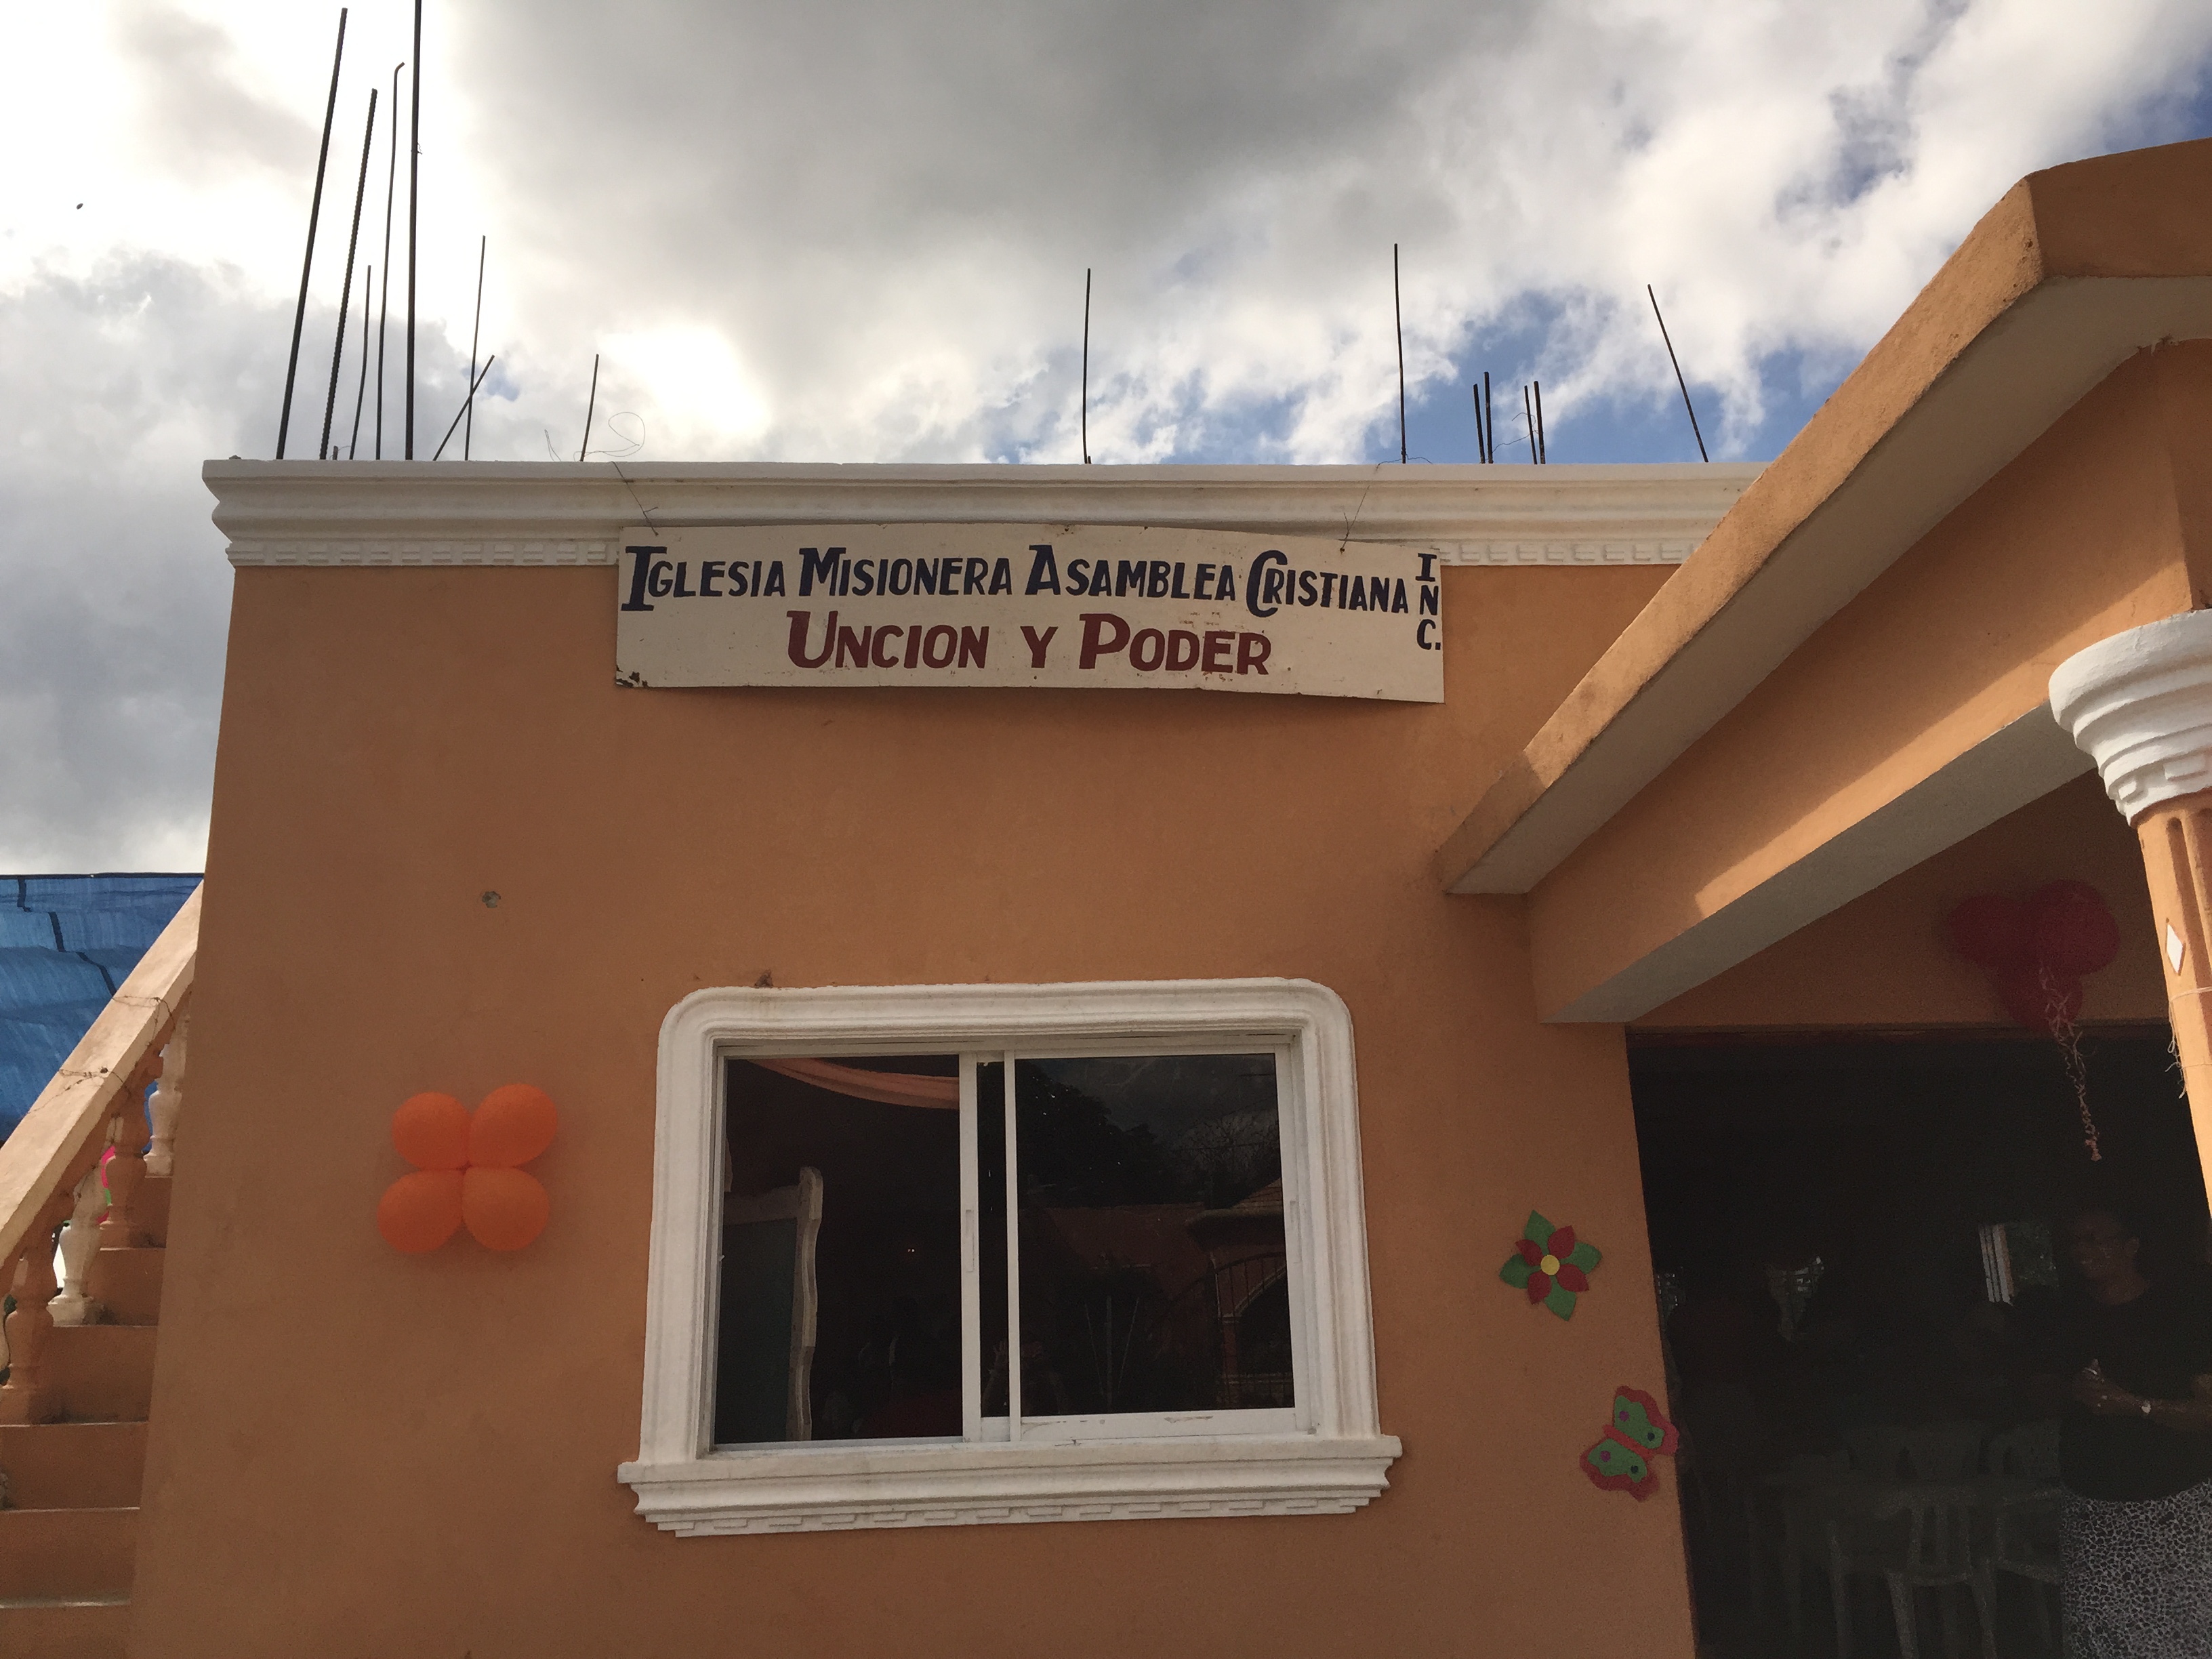 IGLESIA MISIONERA ASAMBLEA CRISTIANA INC.
UNCION Y PODER